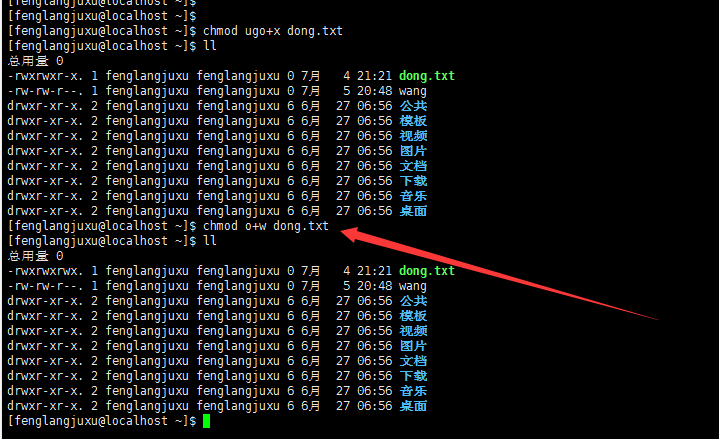 [fenglangjuxu@localhost ~]$
[fenglangjuxu@localhost ~]$
[fenglangjuxu@localhost ~]$ chmod ugo+x dong.txt
[fenglangjuxu@localhost ~]$ ll
总用量 0
-rwxrwxr-x. 1 fenglangjuxu fenglangjuxu 0 7月   4 21:21 dong.txt
-rw-rw-r--. 1 fenglangjuxu fenglangjuxu 0 7月   5 20:48 wang
drwxr-xr-x. 2 fenglangjuxu fenglangjuxu 6 6月  27 06:56 公共
drwxr-xr-x. 2 fenglangjuxu fenglangjuxu 6 6月  27 06:56 模板
drwxr-xr-x. 2 fenglangjuxu fenglangjuxu 6 6月  27 06:56 视频
drwxr-xr-x. 2 fenglangjuxu fenglangjuxu 6 6月  27 06:56 图片
drwxr-xr-x. 2 fenglangjuxu fenglangjuxu 6 6月  27 06:56 文档
drwxr-xr-x. 2 fenglangjuxu fenglangjuxu 6 6月  27 06:56 下载
drwxr-xr-x. 2 fenglangjuxu fenglangjuxu 6 6月  27 06:56 音乐
drwxr-xr-x. 2 fenglangjuxu fenglangjuxu 6 6月  27 06:56 桌面
[fenglangjuxu@localhost ~]$ chmod o+w dong.txt
[fenglangjuxu@localhost ~]$ ll
总用量 0
-rwxrwxrwx. 1 fenglangjuxu fenglangjuxu 0 7月   4 21:21 dong.txt
-rw-rw-r--. 1 fenglangjuxu fenglangjuxu 0 7月   5 20:48 wang
drwxr-xr-x. 2 fenglangjuxu fenglangjuxu 6 6月  27 06:56 公共
drwxr-xr-x. 2 fenglangjuxu fenglangjuxu 6 6月  27 06:56 模板
drwxr-xr-x. 2 fenglangjuxu fenglangjuxu 6 6月  27 06:56 视频
drwxr-xr-x. 2 fenglangjuxu fenglangjuxu 6 6月  27 06:56 图片
drwxr-xr-x. 2 fenglangjuxu fenglangjuxu 6 6月  27 06:56 文档
drwxr-xr-x. 2 fenglangjuxu fenglangjuxu 6 6月  27 06:56 下载
drwxr-xr-x. 2 fenglangjuxu fenglangjuxu 6 6月  27 06:56 音乐
drwxr-xr-x. 2 fenglangjuxu fenglangjuxu 6 6月  27 06:56 桌面
[fenglangjuxu@localhost ~]$